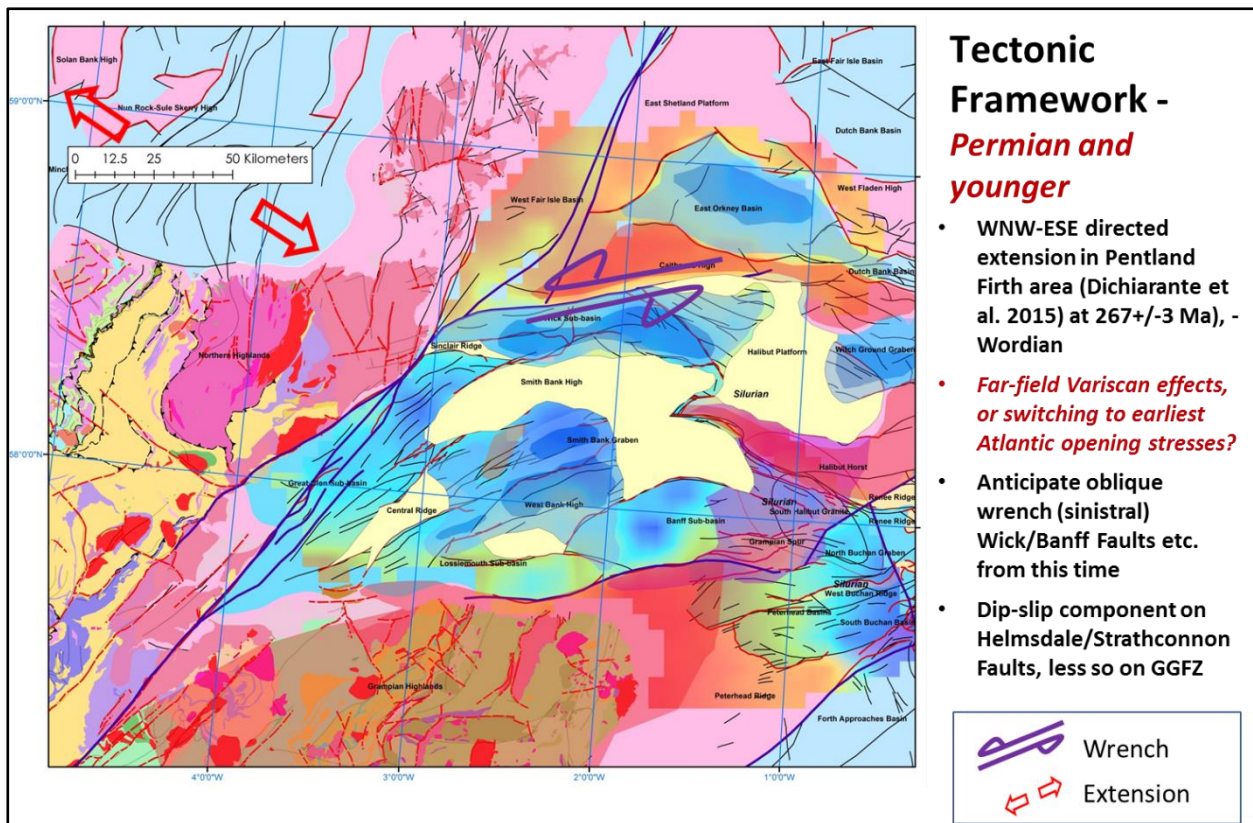 Tectonic
Framework -
Permian and
younger
• WNW-ESE directed
extension in Pentland
Firth area (Dichiarante et
al. 2015) at 267+/-3 Ma), -
Wordian
• Far-field Variscan effects,
or switching to earliest
Atlantic opening stresses?
• Anticipate oblique
wrench (sinistral)
Wick/Banff Faults etc.
from this time
• Dip-slip component on
Helmsdale/Strathconnon
Faults, less so on GGFZ
Wrench
Extension
Solan Bank High
East Fair Isle Basin
59°0'0"N
Nun Rock-Sule Skerry High
East Shetland Platform
Dutch Bank Basin
0 12.5 25 50 Kilometers
West Fladen High
West Fair Isle Basin
East Orkney Basin
Dutch Bank Basin
Sinclair Ridge
Halibut Platform
Witch Ground Graben
Northern Highlands
Smith Bank High
Silurian
Smith Bank Graben
58°0'0"N
Halibut Horst
Great Glen Sub-basin
Central Ridge
West Bank High
Silurian
South Halibut Granite
Renee Ridge
Renee Ridge
Banff Sub-basin
Grampian Spur
North Buchan Graben
Lossiemouth Sub-basin
Silurian
West Buchan Ridge
Peterhead Basins
South Buchan Basin
Grampian Highlands
Peterhead Ridge
Forth Approaches Basin
4°0'0"W
3°0'0"W
2°0'0"W
1°0'0"W